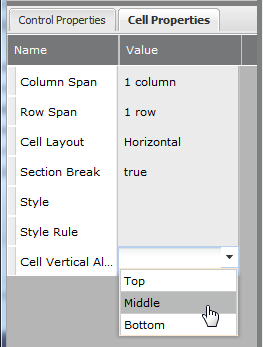 Control Properties Cell Properties
Name Value
Column Span 1 column
Row Span 1 row
Cell Layout Horizontal
Section Break true
Style
Style Rule
Cell Vertical Al...
Top
Middle
Bottom